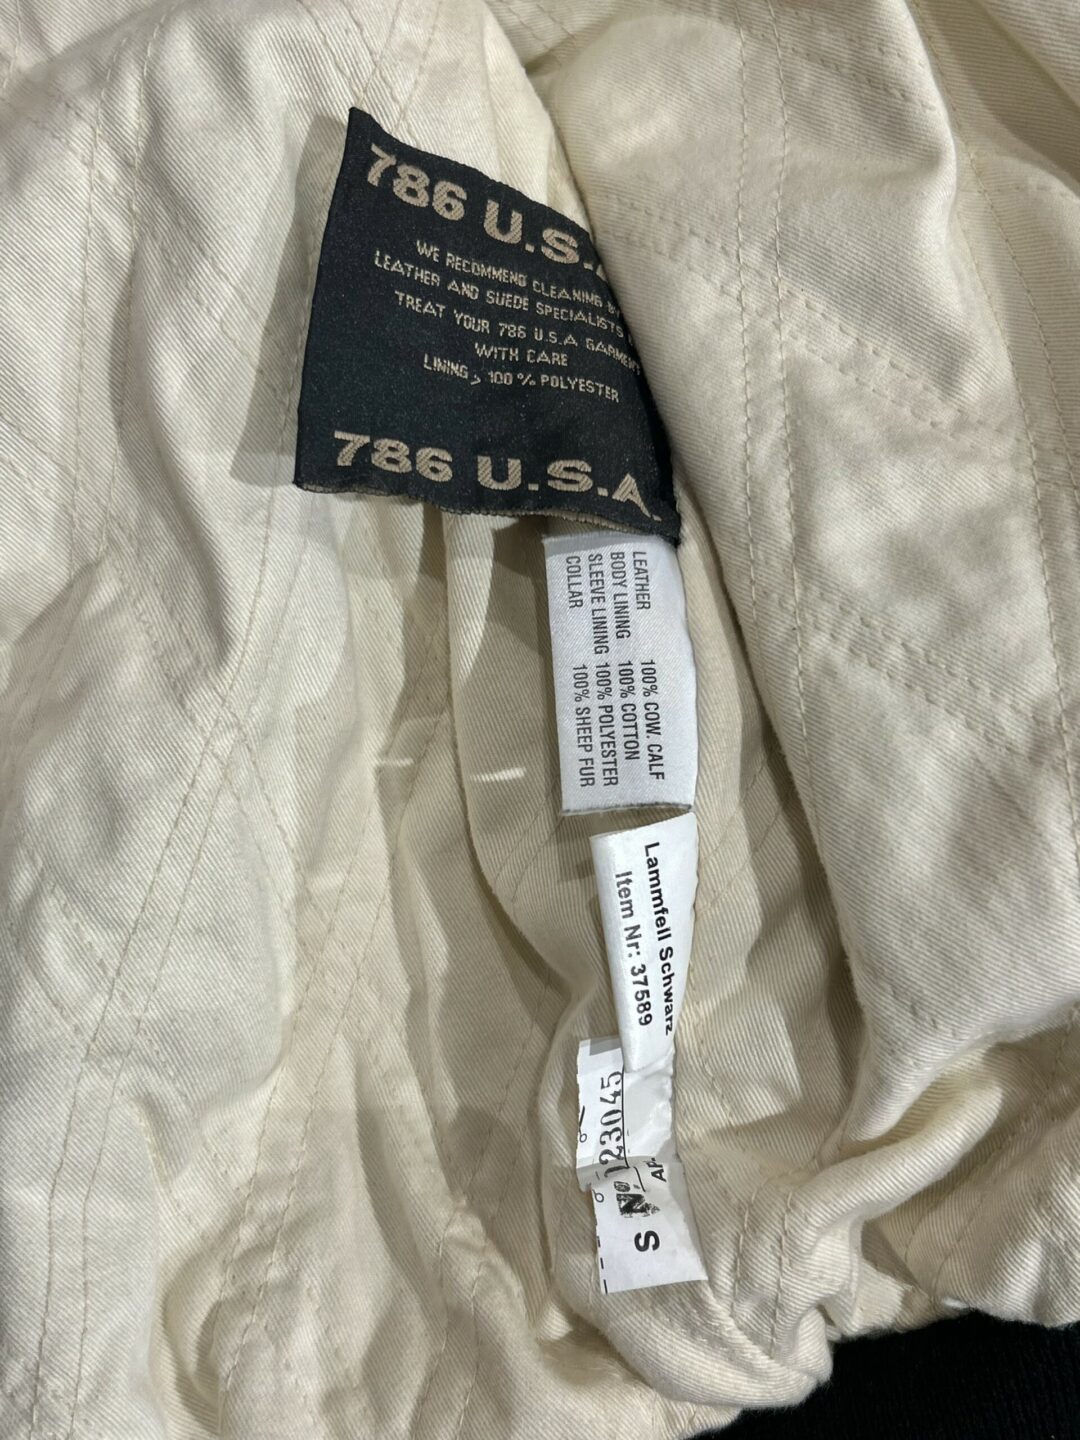 786 U.S.A
WE RECOMMEND CLEANING BY
LEATHER AND SUEDE SPECIALISTS
TREAT YOUR 786 U.S.A GARMENT
WITH CARE
LINING > 100 % POLYESTER
786 U.S.A.
LEATHER 100% COW. CALF
BODY LINING 100% COTTON
SLEEVE LINING 100% POLYESTER
COLLAR 100% SHEEP FUR
Lammfell Schwarz
Item Nr: 37589
23045
S